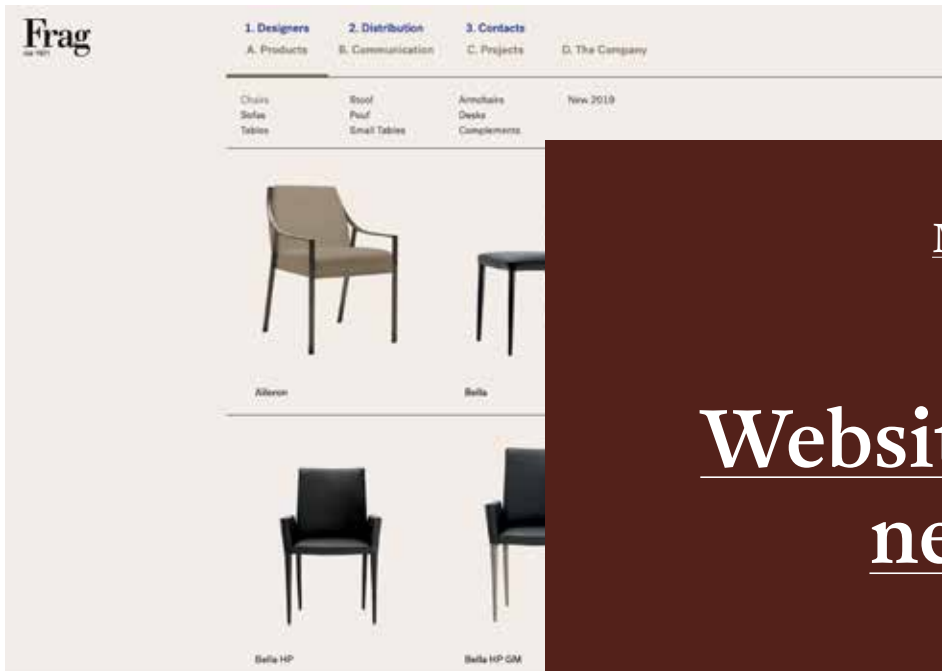 Frag
1. Designers 2. Distribution 3. Contacts
A. Products B. Communication C. Projects D. The Company
Chairs Stool Armchairs New 2019
Sofas Pouf Desks
Tables Small Tables Complements
Aileron Bella
Bella HP Bella HP GM
Websit
ne